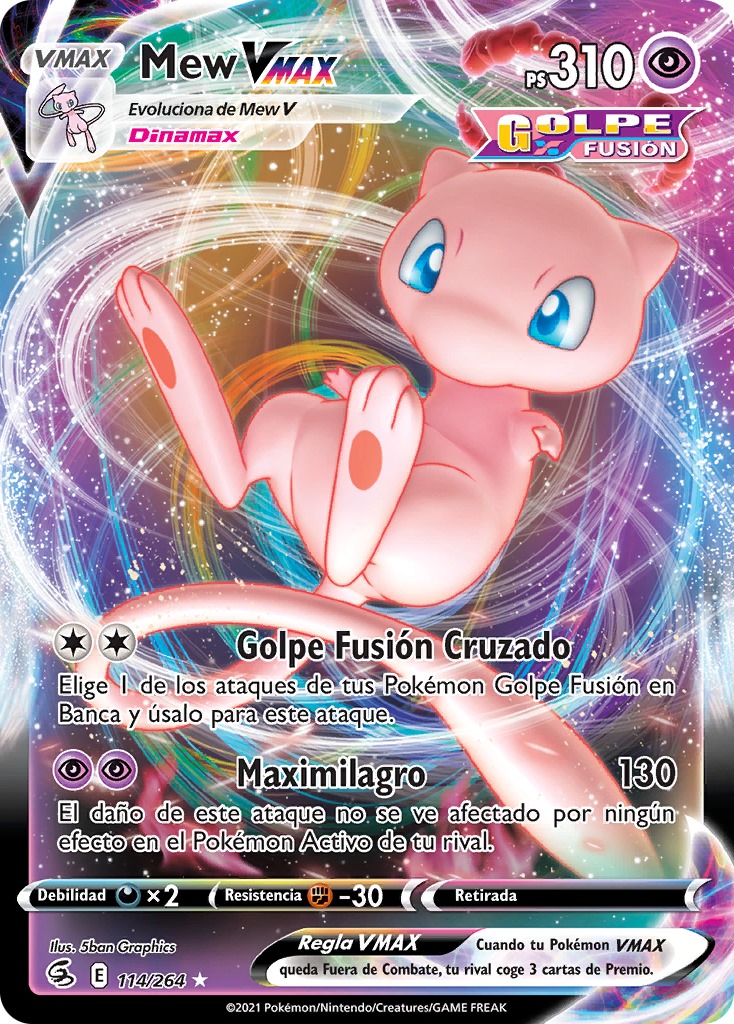 VMAX
Mew VMAX
PS310
Evoluciona de Mew V
Dinamax
GOLPE
FUSIÓN
Golpe Fusión Cruzado
Elige 1 de los ataques de tus Pokémon Golpe Fusión en
Banca y úsalo para este ataque.
Maximilagro 130
El daño de este ataque no se ve afectado por ningún
efecto en el Pokémon Activo de tu rival.
Debilidad ×2 Resistencia -30 Retirada
Ilus. 5ban Graphics
Regla VMAX Cuando tu Pokémon VMAX
queda Fuera de Combate, tu rival coge 3 cartas de Premio.
E 114/264 ★
©2021 Pokémon/Nintendo/Creatures/GAME FREAK